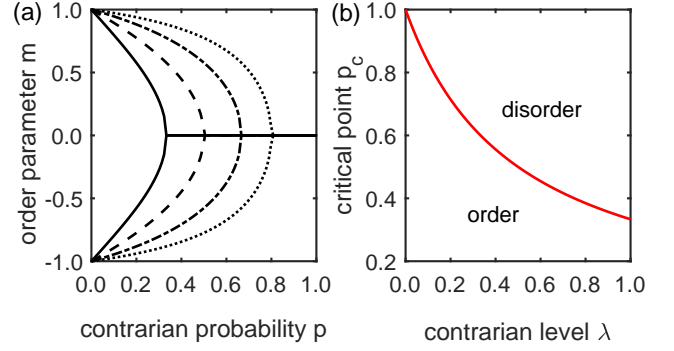 (a)
order parameter m
1.0
0.5
0.0
-0.5
-1.0
0.0 0.2 0.4 0.6 0.8 1.0
contrarian probability p
(b)
critical point p_c
1.0
0.8
0.6
0.4
0.2
disorder
order
0.0 0.2 0.4 0.6 0.8 1.0
contrarian level λ